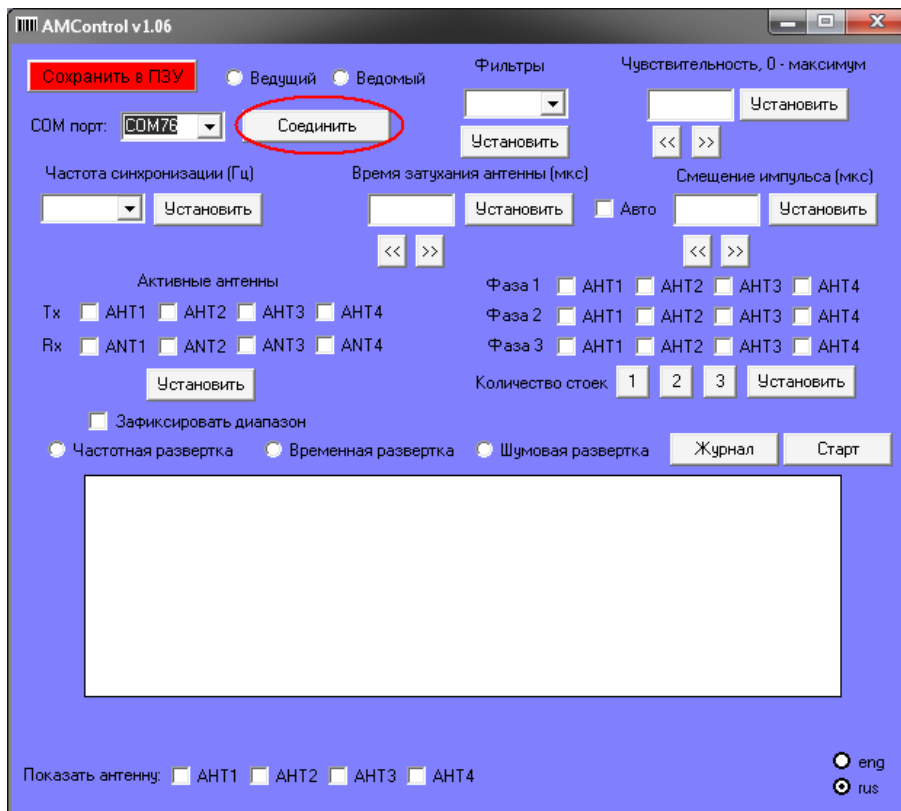 AMControl v1.06
Сохранить в ПЗУ Ведущий Ведомый Фильтры Чувствительность, 0 - максимум
Установить
COM порт: COM76 Соединить Установить << >>
Частота синхронизации (Гц) Время затухания антенны (мкс) Смещение импульса (мкс)
Установить Установить Авто Установить
<< >> << >>
Активные антенны Фаза 1 АНТ1 АНТ2 АНТ3 АНТ4
Tx АНТ1 АНТ2 АНТ3 АНТ4 Фаза 2 АНТ1 АНТ2 АНТ3 АНТ4
Rx ANT1 ANT2 ANT3 ANT4 Фаза 3 АНТ1 АНТ2 АНТ3 АНТ4
Установить Количество стоек 1 2 3 Установить
Зафиксировать диапазон
Частотная развертка Временная развертка Шумовая развертка Журнал Старт
Показать антенну: АНТ1 АНТ2 АНТ3 АНТ4
eng
rus